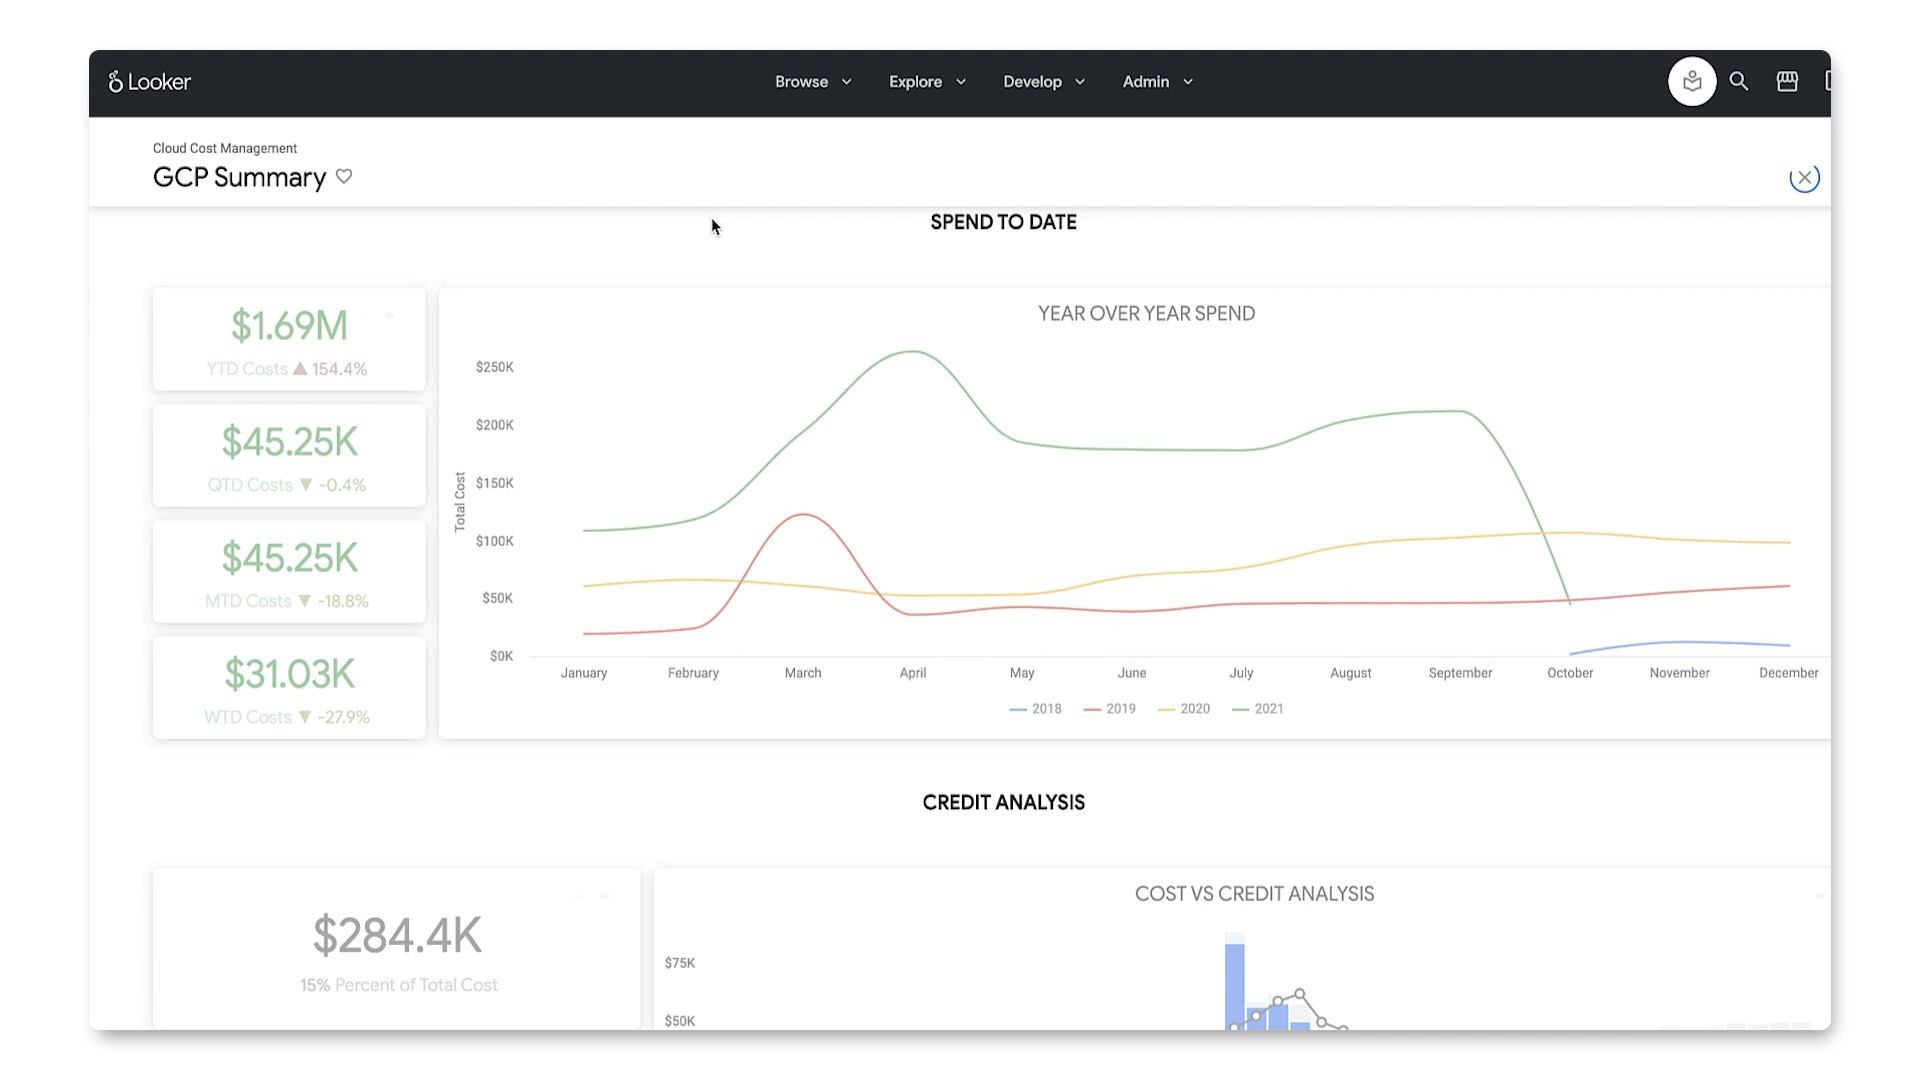 Looker
Browse Explore Develop Admin
Cloud Cost Management
GCP Summary
SPEND TO DATE
$1.69M
YTD Costs ▲ 154.4%
$45.25K
QTD Costs ▼ -0.4%
$45.25K
MTD Costs ▼ -18.8%
$31.03K
WTD Costs ▼ -27.9%
YEAR OVER YEAR SPEND
Total Cost
$250K
$200K
$150K
$100K
$50K
$0K
January February March April May June July August September October November December
2018 2019 2020 2021
CREDIT ANALYSIS
$284.4K
15% Percent of Total Cost
COST VS CREDIT ANALYSIS
$75K
$50K